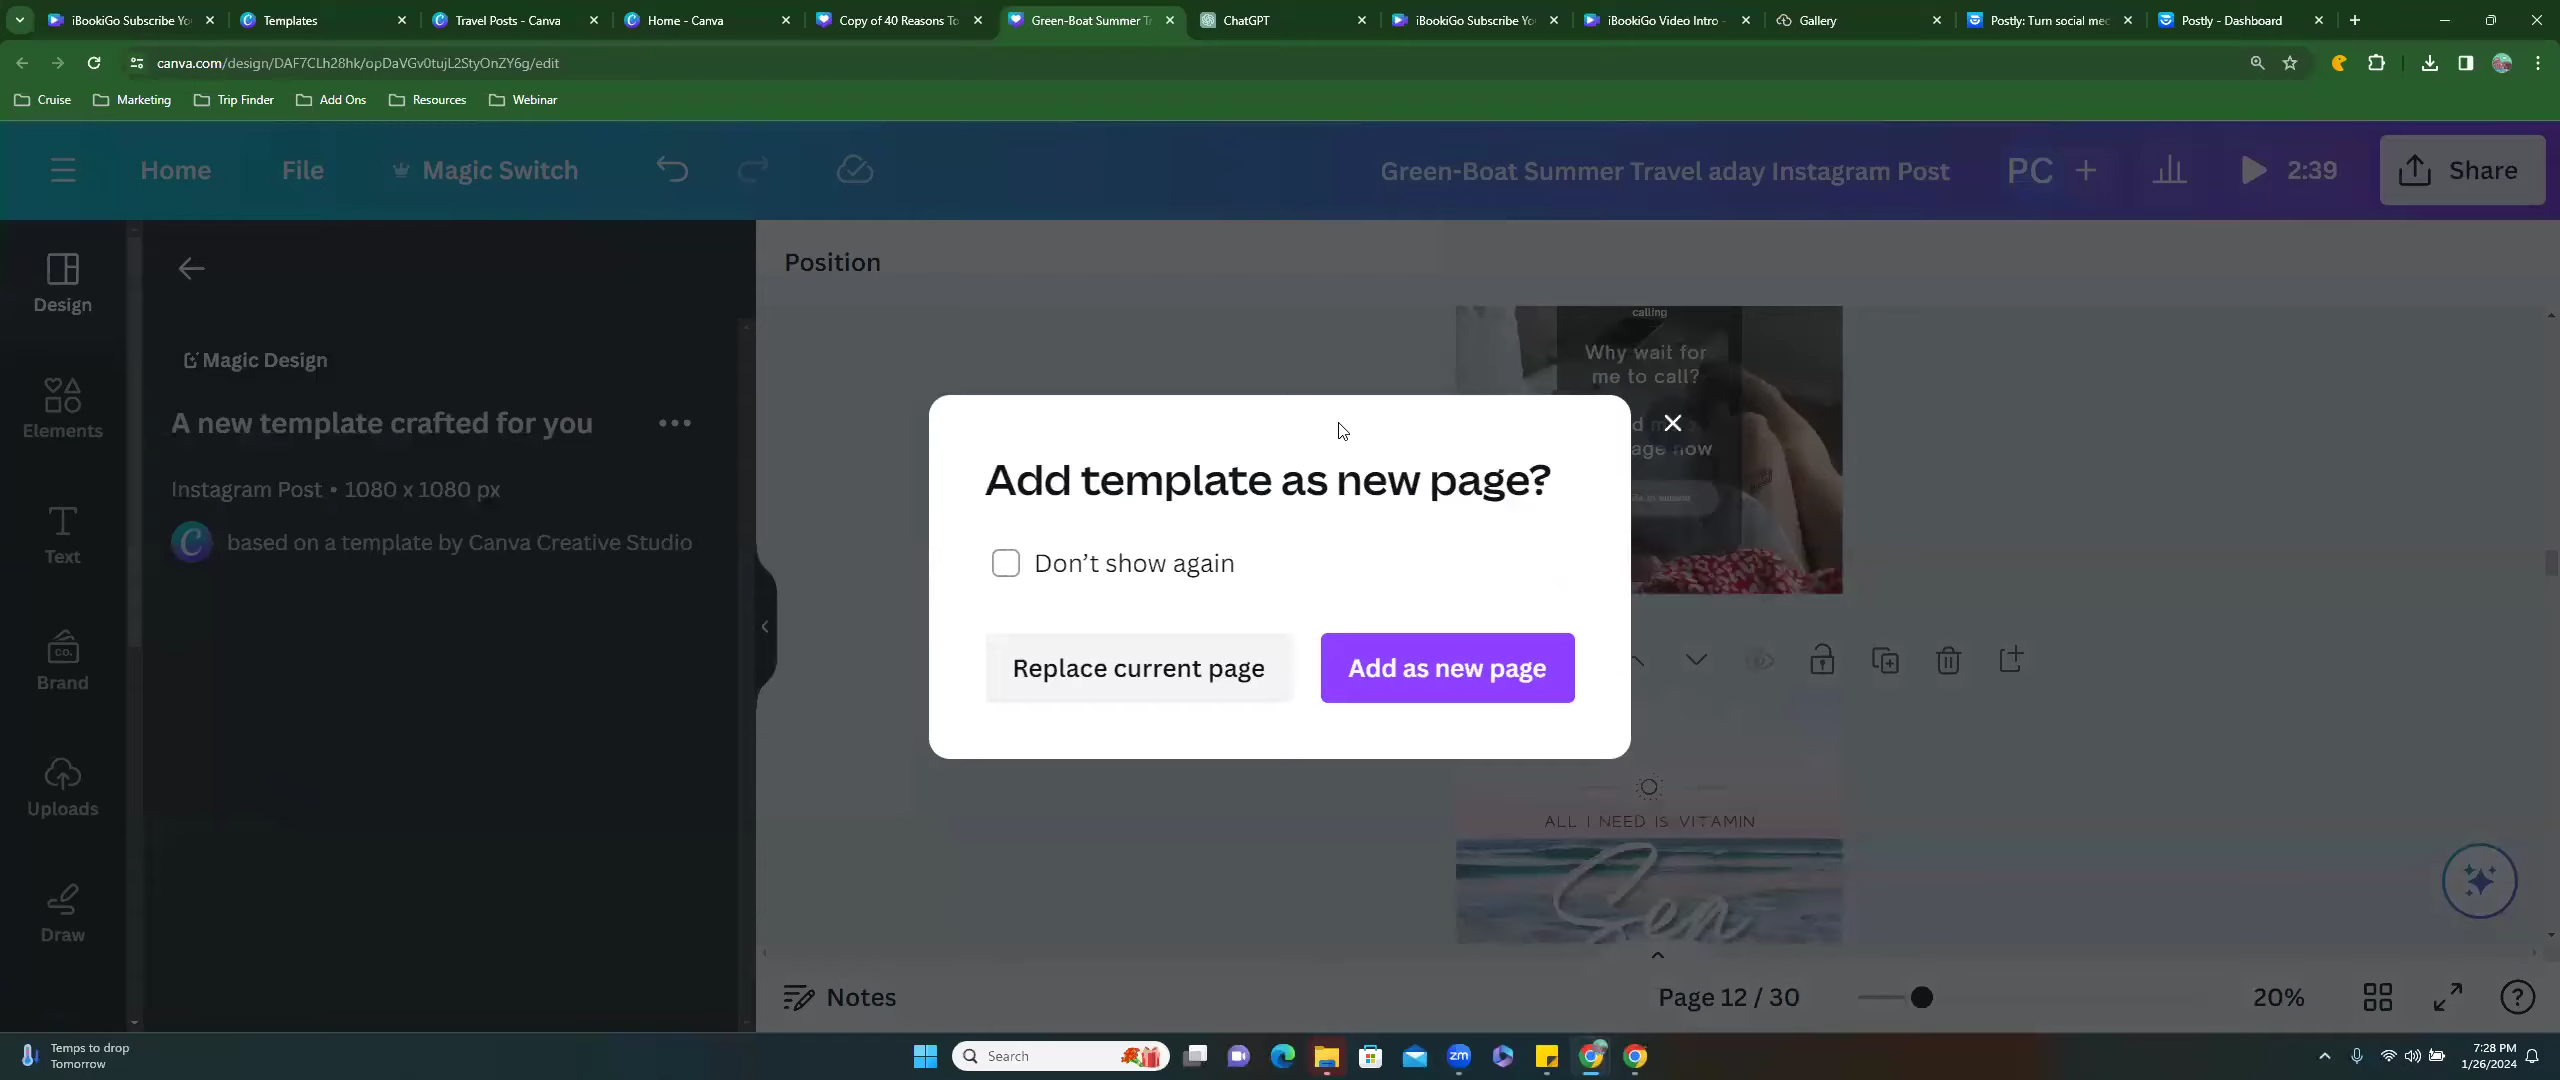 iBookiGo Subscribe Yo
Templates
Travel Posts - Canva
Home - Canva
Copy of 40 Reasons To
Green-Boat Summer Tr
ChatGPT
iBookiGo Subscribe Yo
iBookiGo Video Intro -
Gallery
Postly: Turn social med
Postly - Dashboard
canva.com/design/DAF7CLh28hk/opDaVGv0tujL2StyOnZY6g/edit
Cruise
Marketing
Trip Finder
Add Ons
Resources
Webinar
Home
File
Magic Switch
Green-Boat Summer Travel aday Instagram Post
PC
2:39
Share
Design
Elements
Text
CO.
Brand
Uploads
Draw
Magic Design
A new template crafted for you
Instagram Post • 1080 x 1080 px
based on a template by Canva Creative Studio
Position
calling
Why wait for
me to call?
now
Add template as new page?
Don’t show again
Replace current page
Add as new page
ALL I NEED IS VITAMIN
Sea
Notes
Page 12 / 30
20%
Temps to drop
Tomorrow
Search
zm
7:28 PM
1/26/2024